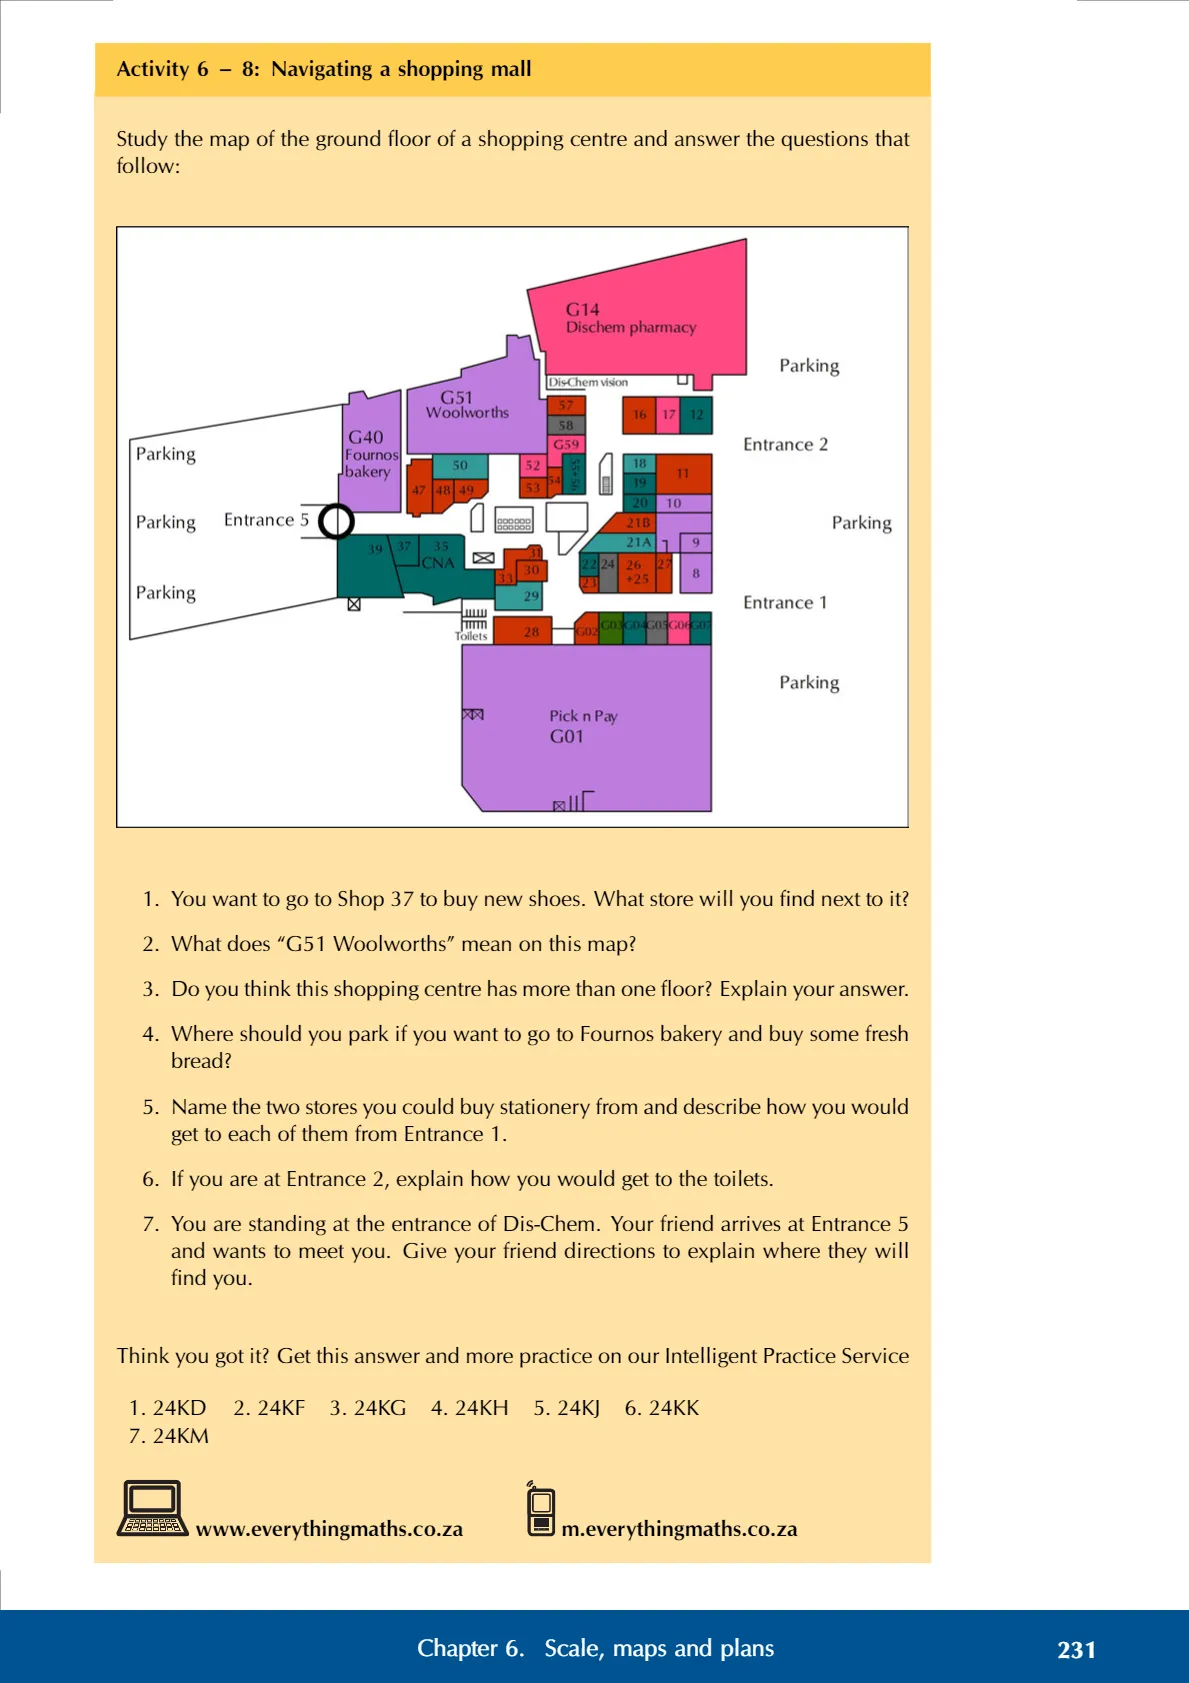 Activity 6 – 8: Navigating a shopping mall
Study the map of the ground floor of a shopping centre and answer the questions that
follow:
G14
Dischem pharmacy
Parking
Dis-Chem vision
G51
Woolworths
57
58
G59
16
17
12
G40
Fournos
bakery
Parking
Entrance 2
50
52
18
11
47
48
49
53
54
45+55
19
20
10
Parking
Entrance 5
21B
Parking
39
37
35
CNA
31
30
33
29
21A
9
22
23
24
26
+25
27
8
Parking
Entrance 1
Toilets
28
G02
G03
G04
G05
G06
G07
Parking
Pick n Pay
G01
1. You want to go to Shop 37 to buy new shoes. What store will you find next to it?
2. What does “G51 Woolworths” mean on this map?
3. Do you think this shopping centre has more than one floor? Explain your answer.
4. Where should you park if you want to go to Fournos bakery and buy some fresh
bread?
5. Name the two stores you could buy stationery from and describe how you would
get to each of them from Entrance 1.
6. If you are at Entrance 2, explain how you would get to the toilets.
7. You are standing at the entrance of Dis-Chem. Your friend arrives at Entrance 5
and wants to meet you. Give your friend directions to explain where they will
find you.
Think you got it? Get this answer and more practice on our Intelligent Practice Service
1. 24KD 2. 24KF 3. 24KG 4. 24KH 5. 24KJ 6. 24KK
7. 24KM
www.everythingmaths.co.za
m.everythingmaths.co.za
Chapter 6. Scale, maps and plans
231